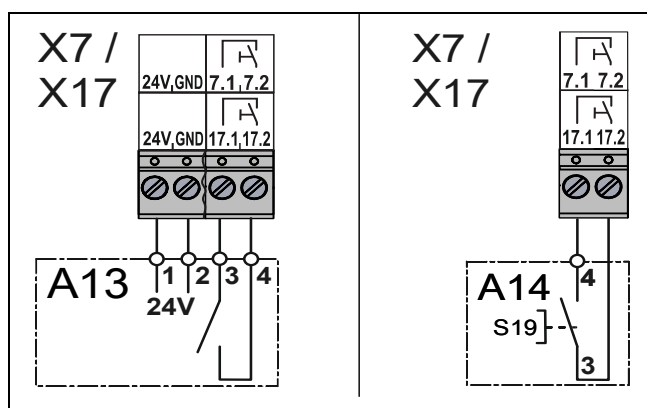 X7 /
X17
24V GND 7.1 7.2
24V GND 17.1 17.2
A13
1 2 3 4
24V
X7 /
X17
7.1 7.2
17.1 17.2
A14
4
S19
3